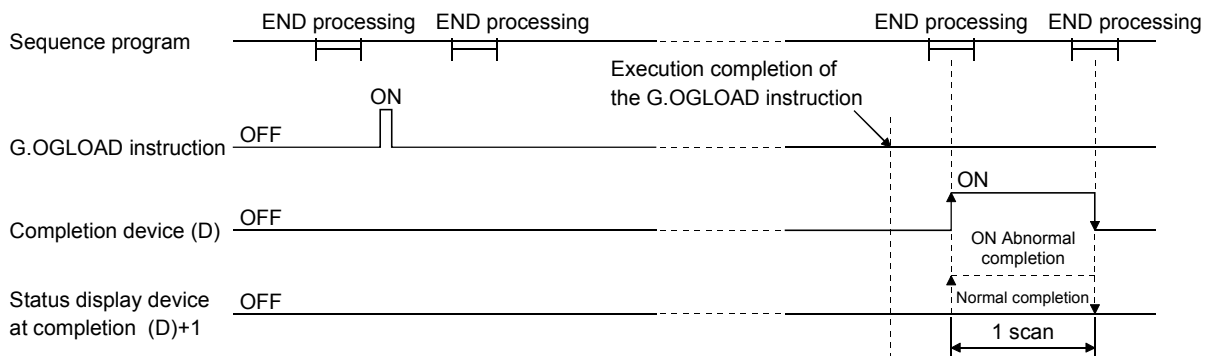 END processing
END processing
END processing
END processing
Sequence program
Execution completion of
the G.OGLOAD instruction
ON
OFF
G.OGLOAD instruction
ON
OFF
Completion device (D)
ON Abnormal
completion
Status display device
at completion (D)+1
OFF
Normal completion
1 scan